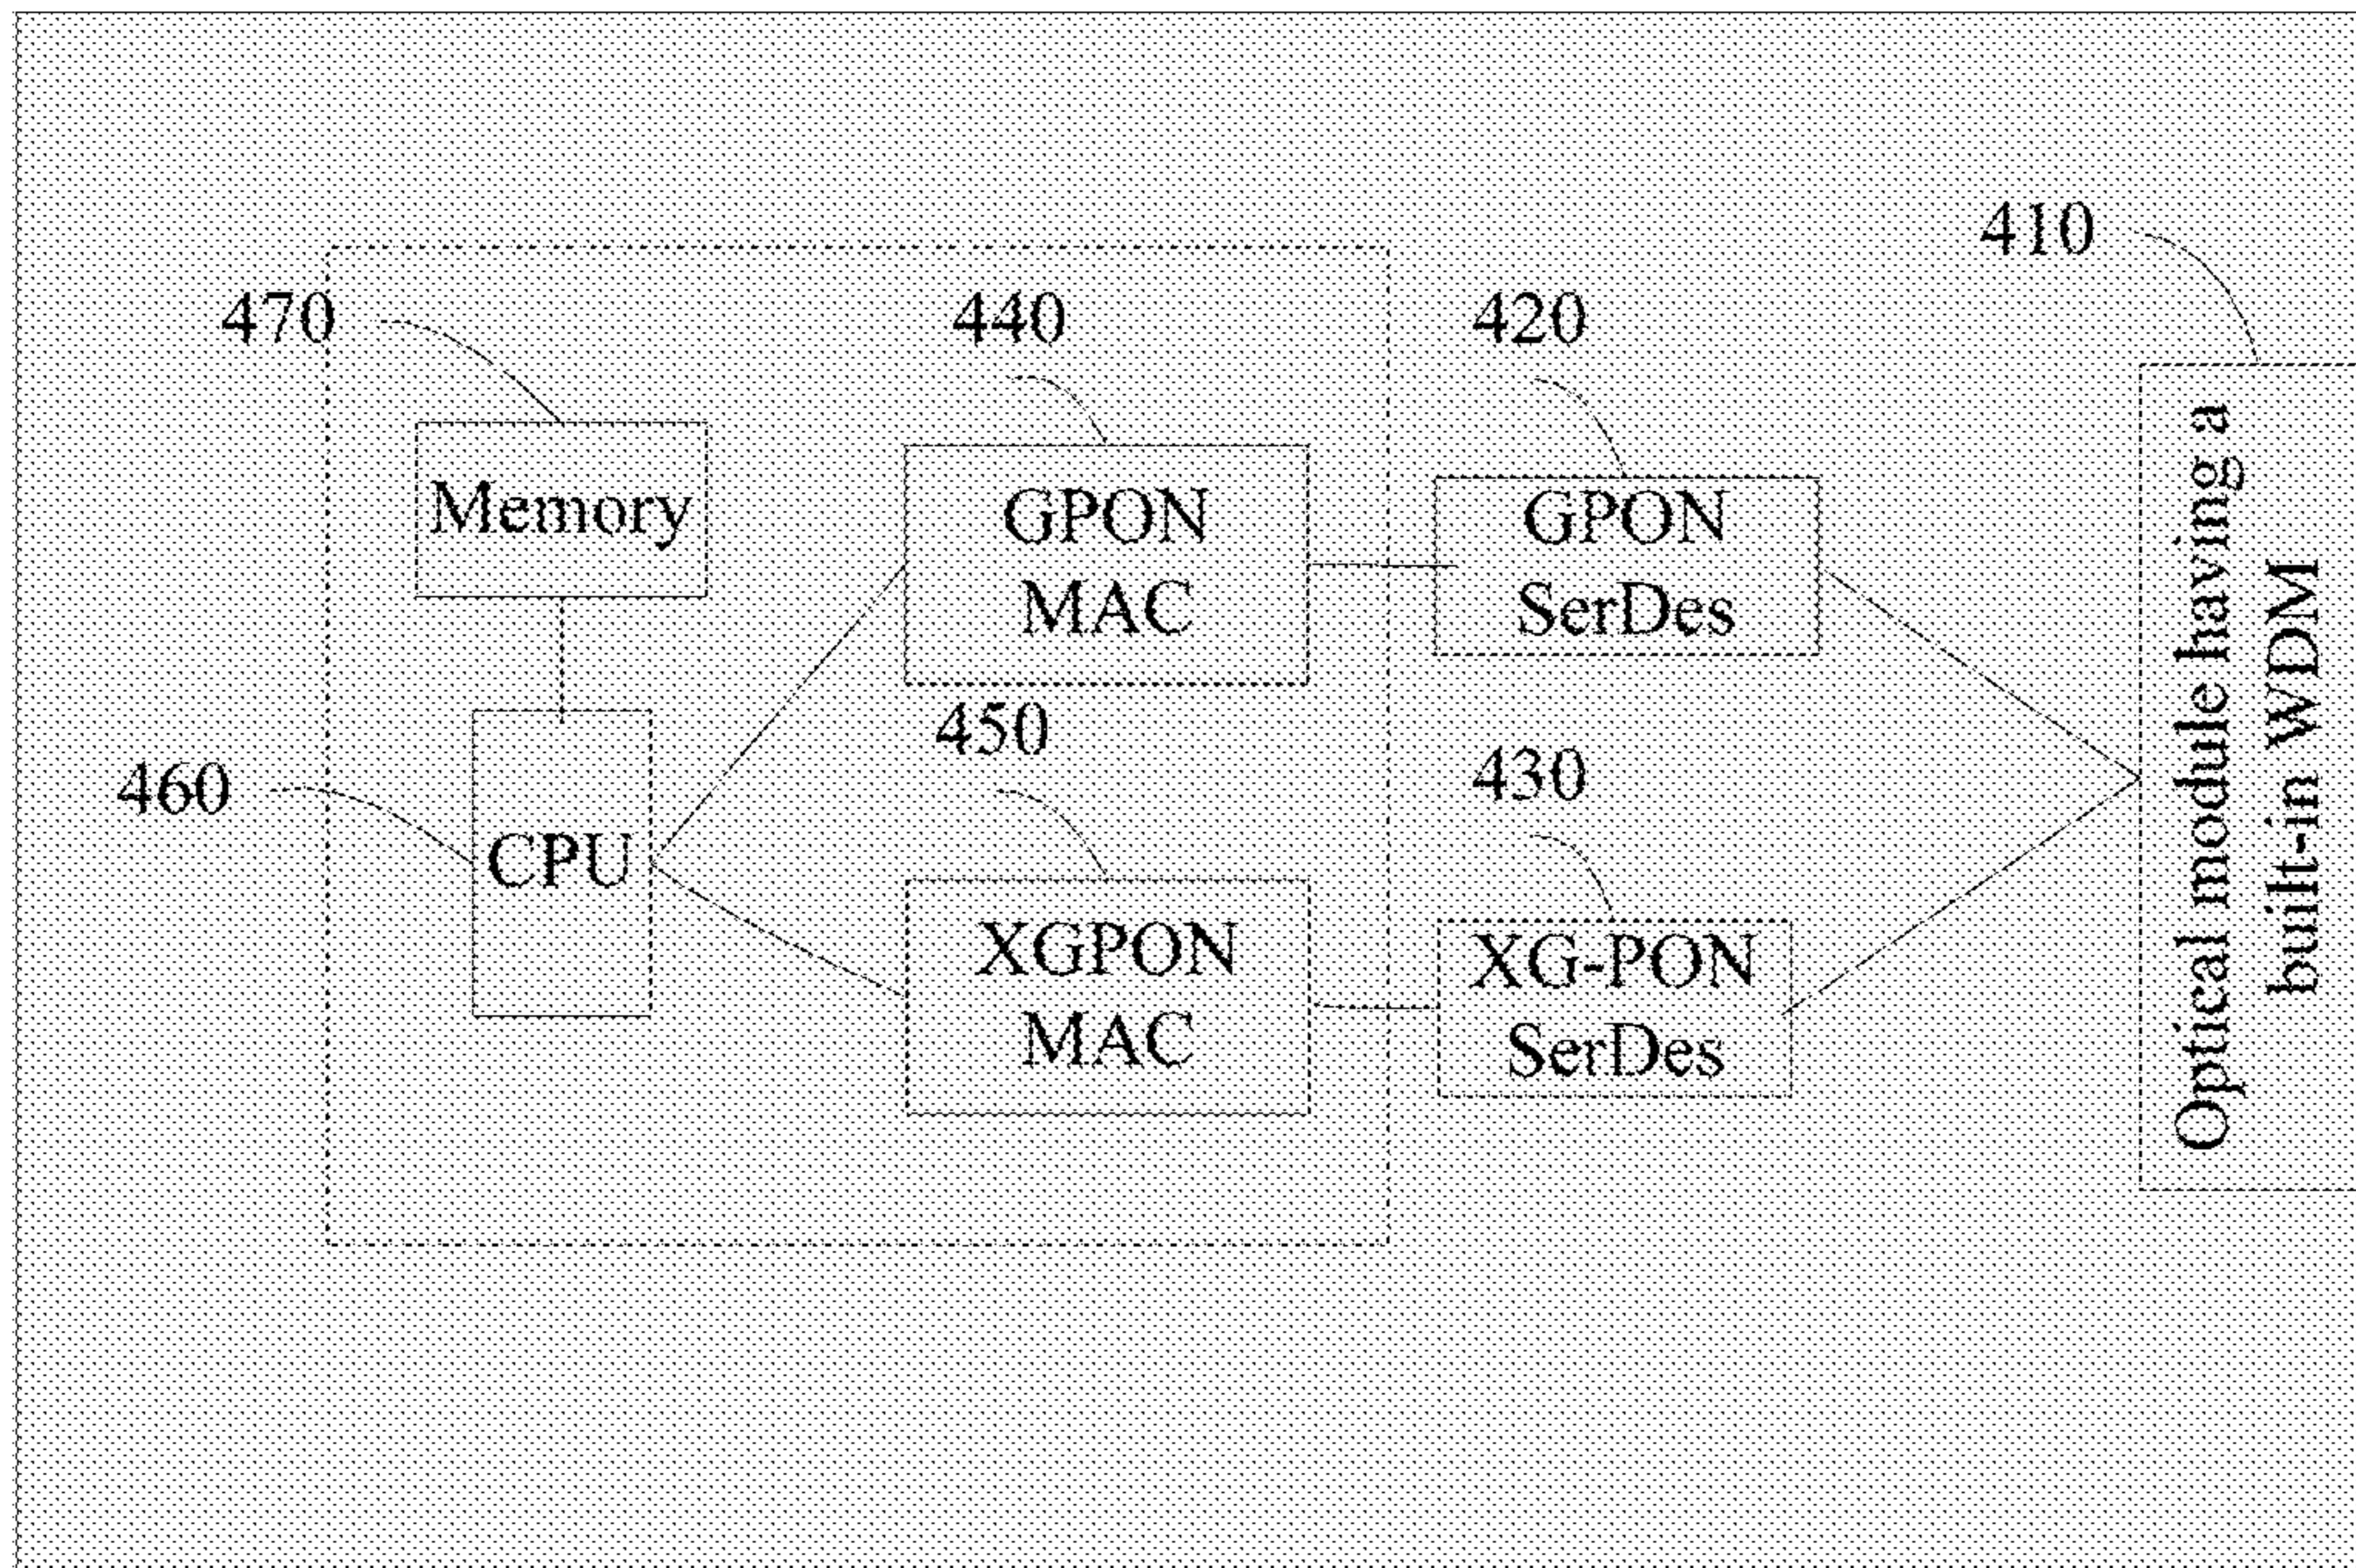 410
470
440
420
Memory
GPON
MAC
GPON
SerDes
Optical module having a
built-in WDM
450
430
460
CPU
XGPON
MAC
XG-PON
SerDes